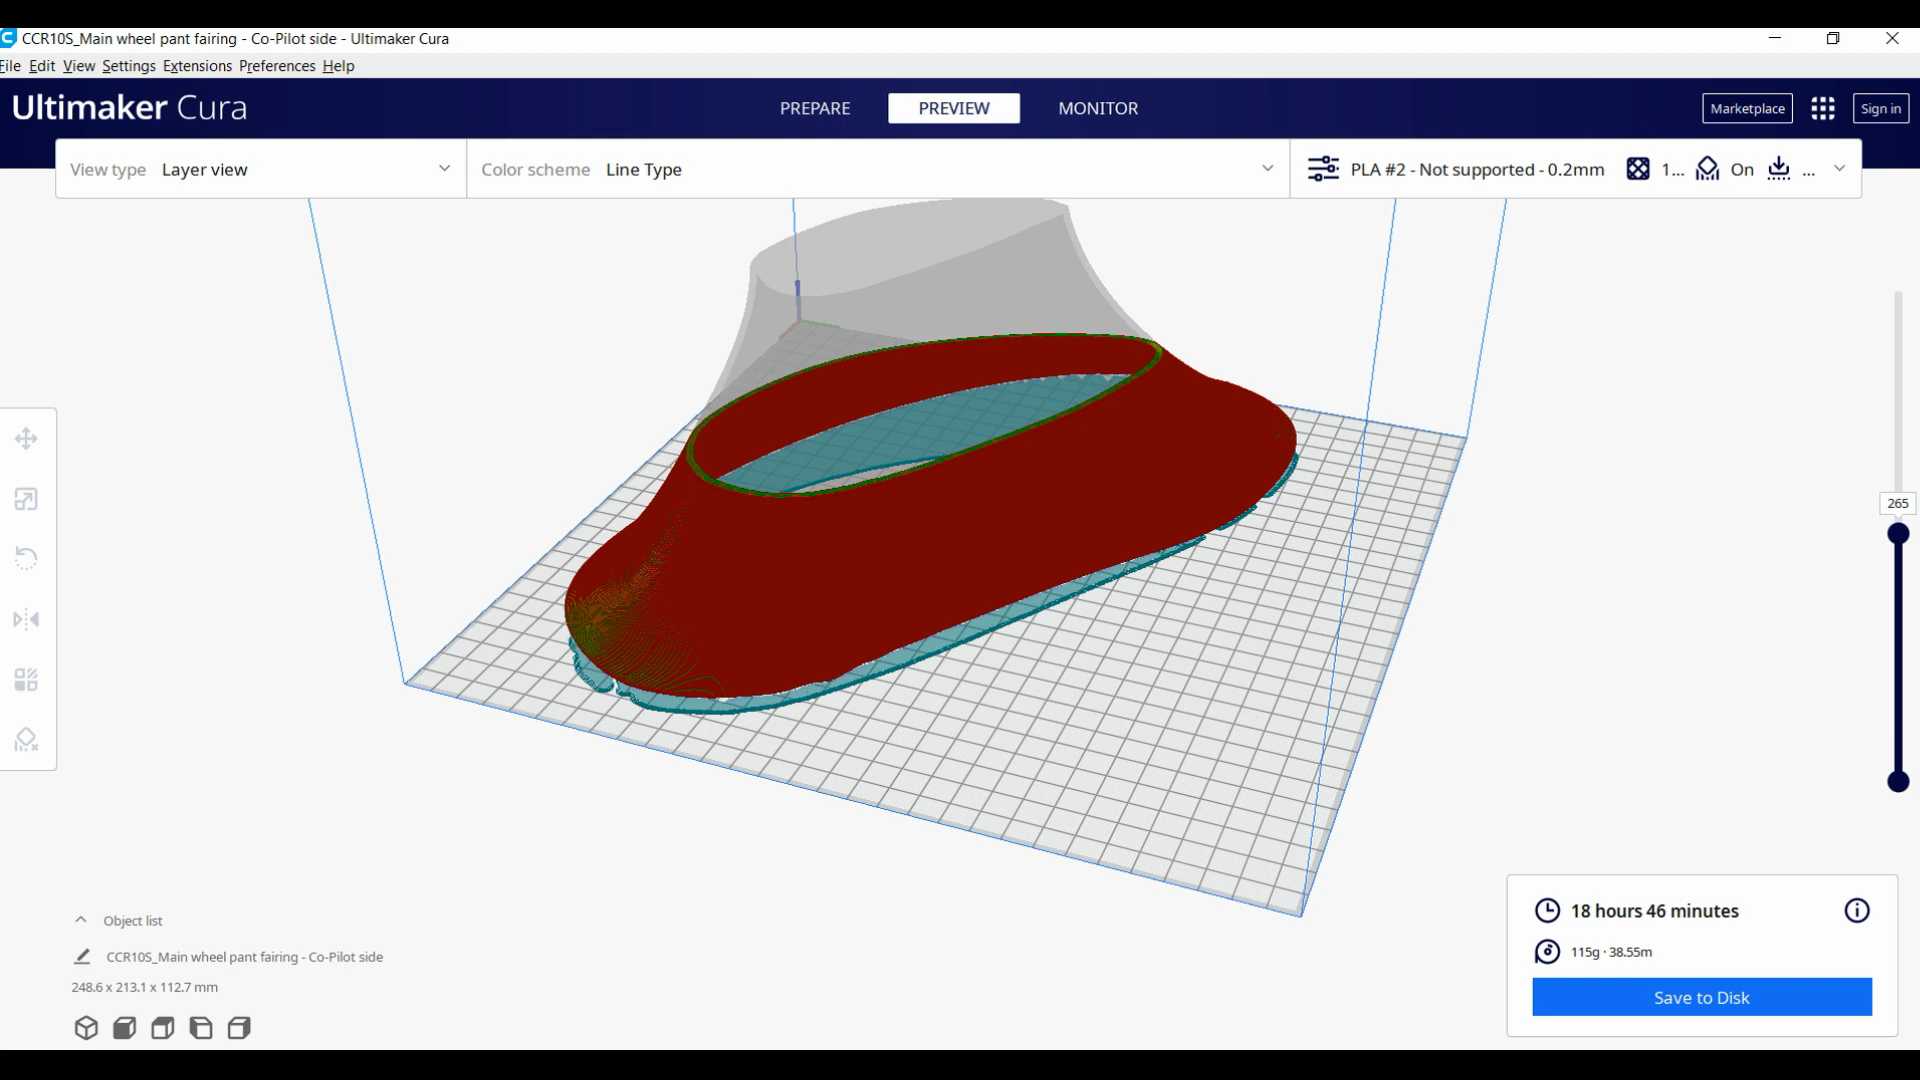 CCR10S_Main wheel pant fairing - Co-Pilot side - Ultimaker Cura
File Edit View Settings Extensions Preferences Help
Ultimaker Cura
PREPARE PREVIEW MONITOR
Marketplace Sign in
View type Layer view
Color scheme Line Type
PLA #2 - Not supported - 0.2mm 1... On ...
265
Object list
CCR10S_Main wheel pant fairing - Co-Pilot side
248.6 x 213.1 x 112.7 mm
18 hours 46 minutes
115g · 38.55m
Save to Disk